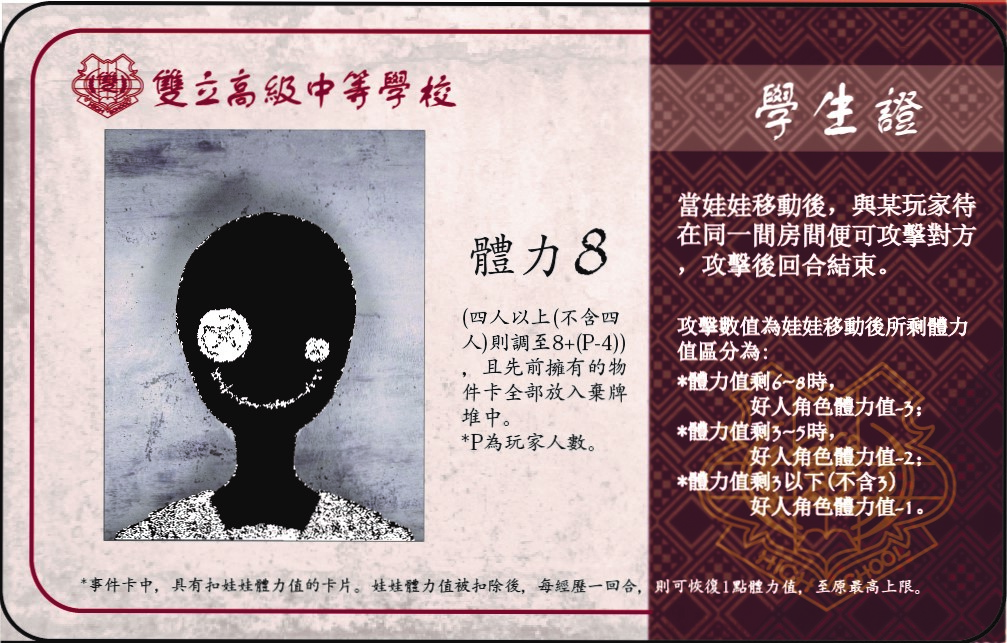 雙
雙立高級中等學校
學生證
體力8
(四人以上(不含四
人)則調至8+(P-4))
，且先前擁有的物
件卡全部放入棄牌
堆中。
*P為玩家人數。
當娃娃移動後，與某玩家待
在同一間房間便可攻擊對方
，攻擊後回合結束。
攻擊數值為娃娃移動後所剩體力
值區分為：
*體力值剩6~8時，
好人角色體力值-3；
*體力值剩3~5時，
好人角色體力值-2；
*體力值剩3以下(不含3)
好人角色體力值-1。
HIGH SCHOOL
*事件卡中，具有扣娃娃體力值的卡片。娃娃體力值被扣除後，每經歷一回合，則可恢復1點體力值，至原最高上限。